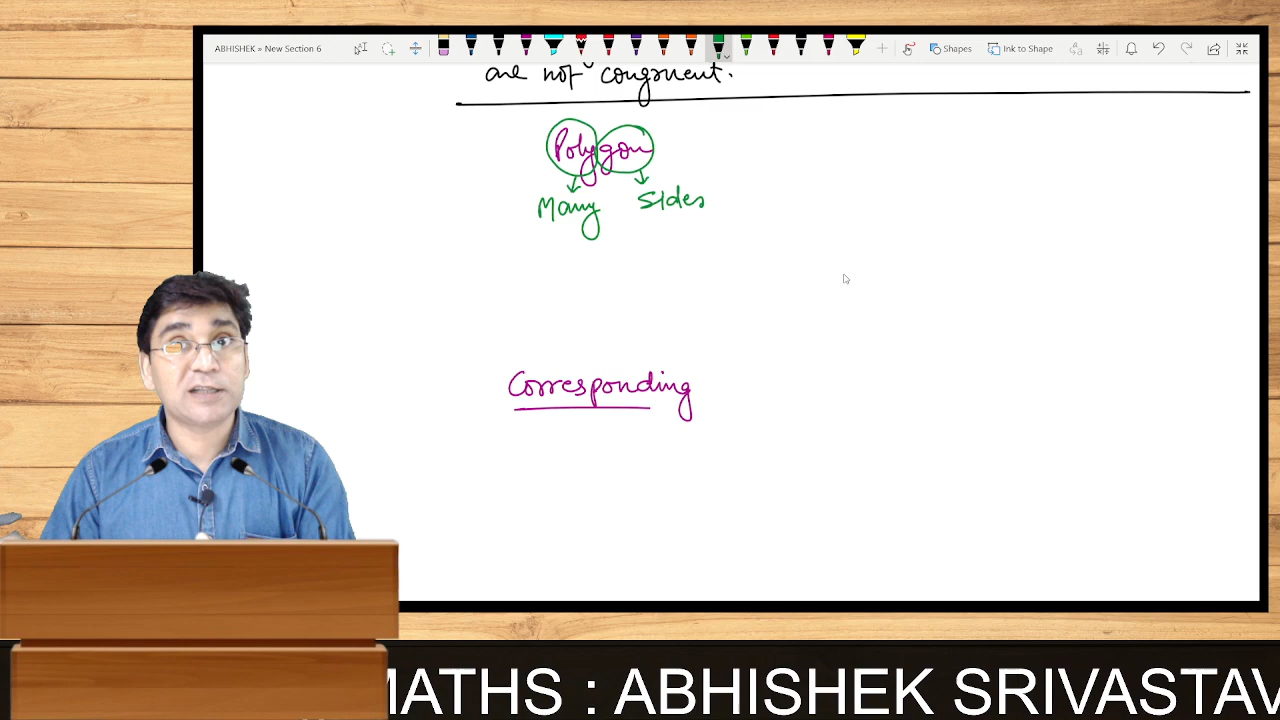 ABHISHEK » New Section 6
Shapes
Ink to Shape
are not congruent.
Polygon
Many Sides
Corresponding
MATHS : ABHISHEK SRIVASTAV